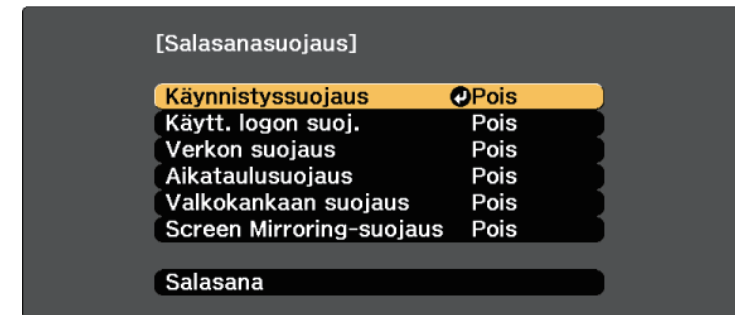 [Salasanasuojaus]
Käynnistyssuojaus Pois
Käytt. logon suoj. Pois
Verkon suojaus Pois
Aikataulusuojaus Pois
Valkokankaan suojaus Pois
Screen Mirroring-suojaus Pois
Salasana